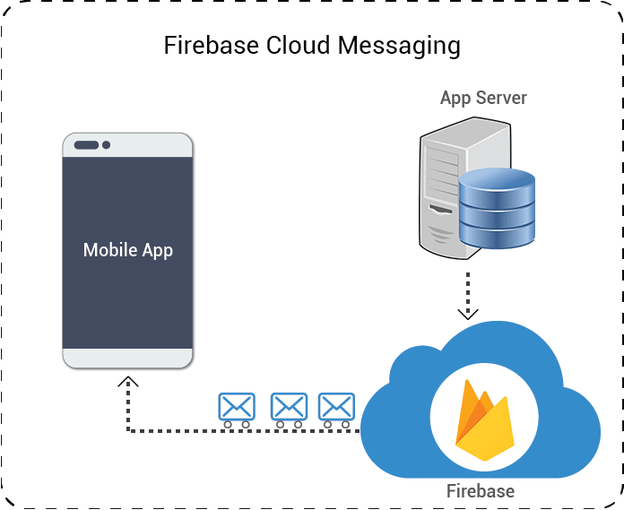 Firebase Cloud Messaging
App Server
Mobile App
Firebase